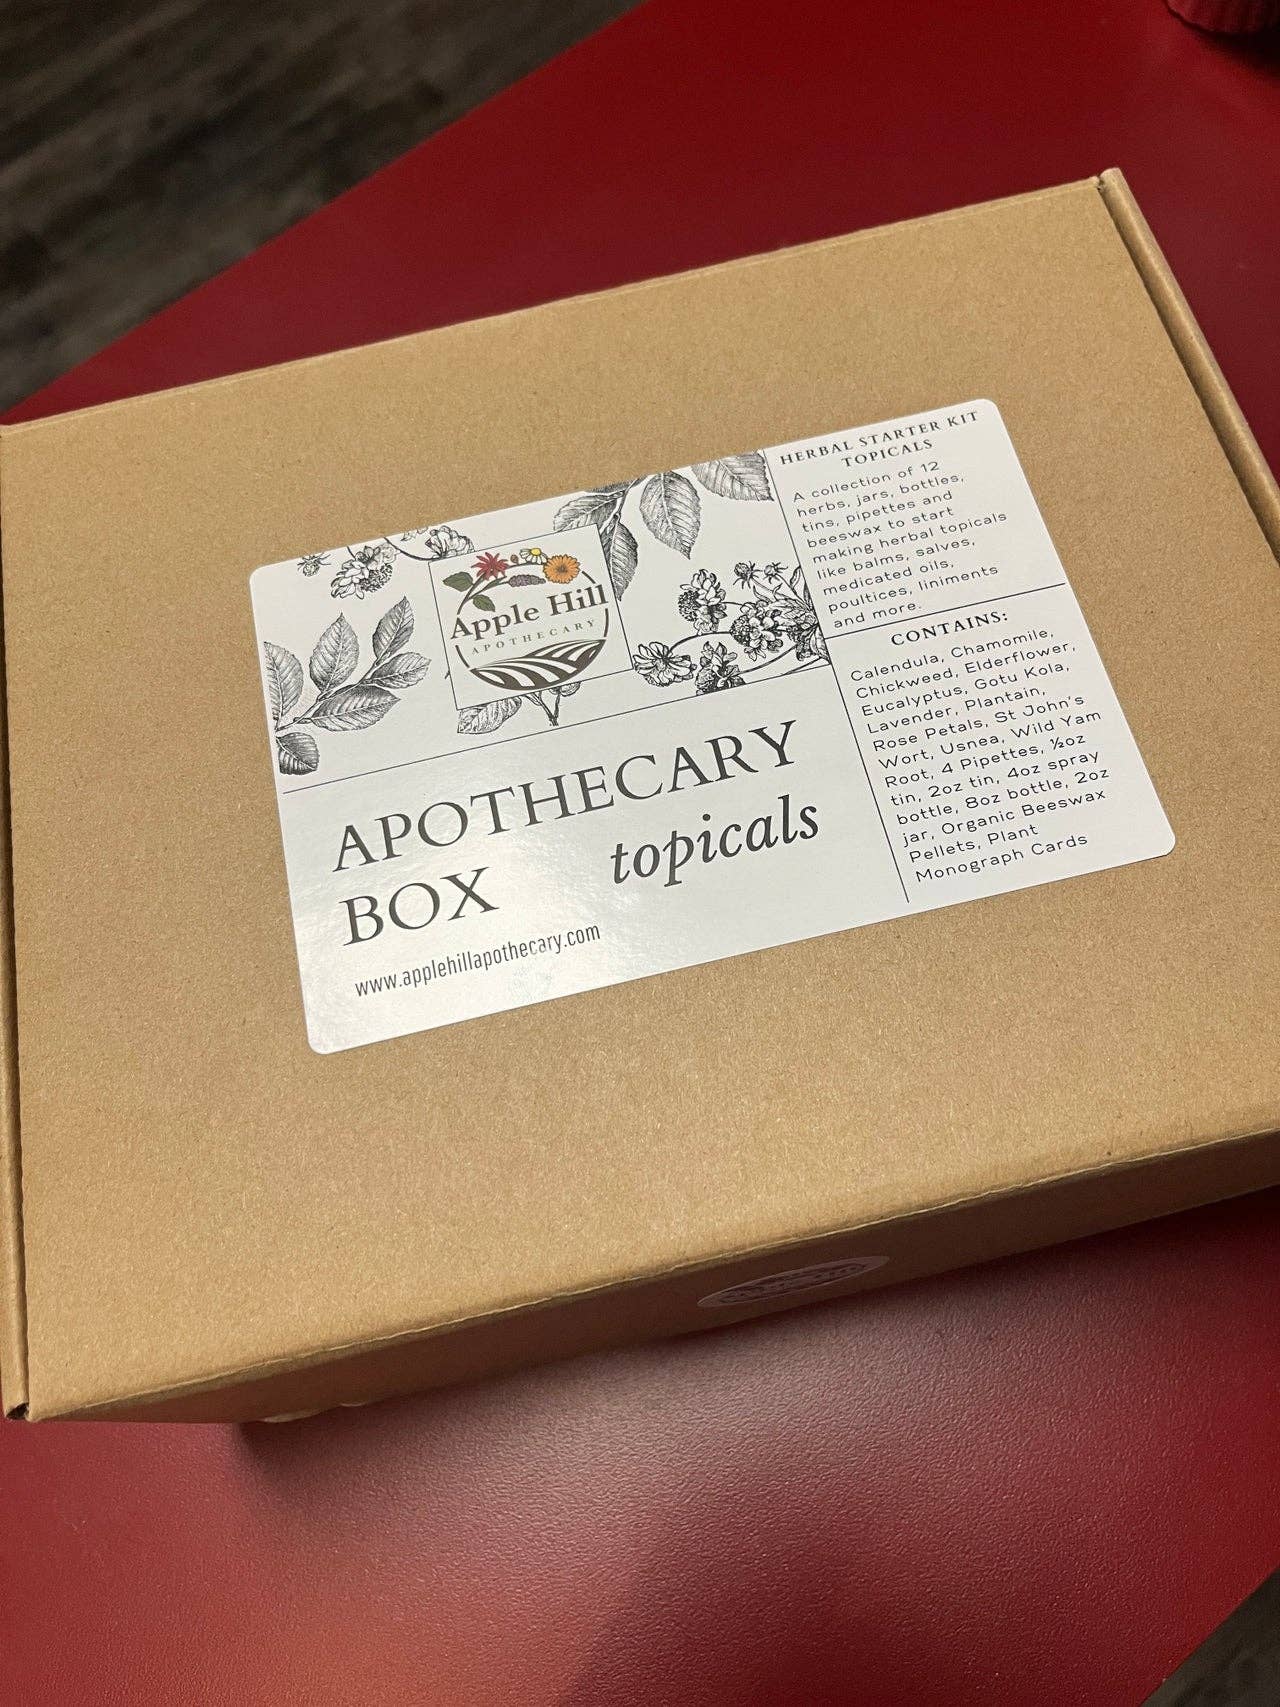 Apple Hill
APOTHECARY
APOTHECARY
BOX topicals
www.applehillapothecary.com
HERBAL STARTER KIT
TOPICALS
A collection of 12
herbs, jars, bottles,
tins, pipettes and
beeswax to start
making herbal topicals
like balms, salves,
medicated oils,
poultices, liniments
and more.
CONTAINS:
Calendula, Chamomile,
Chickweed, Elderflower,
Eucalyptus, Gotu Kola,
Lavender, Plantain,
Rose Petals, St John's
Wort, Usnea, Wild Yam
Root, 4 Pipettes, ½oz
tin, 2oz tin, 4oz spray
bottle, 8oz bottle, 2oz
jar, Organic Beeswax
Pellets, Plant
Monograph Cards